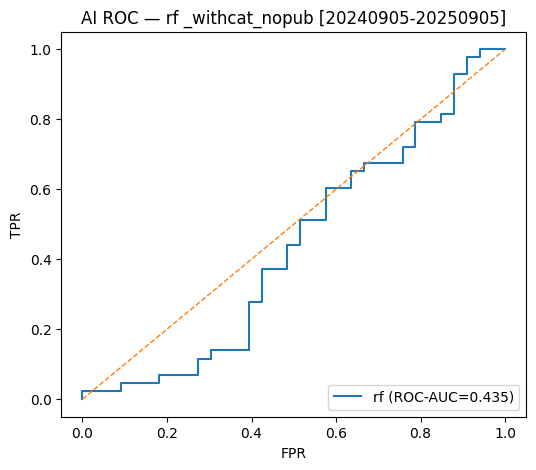 AI ROC — rf _withcat_nopub [20240905-20250905]
TPR
1.0
0.8
0.6
0.4
0.2
0.0
rf (ROC-AUC=0.435)
0.0 0.2 0.4 0.6 0.8 1.0
FPR